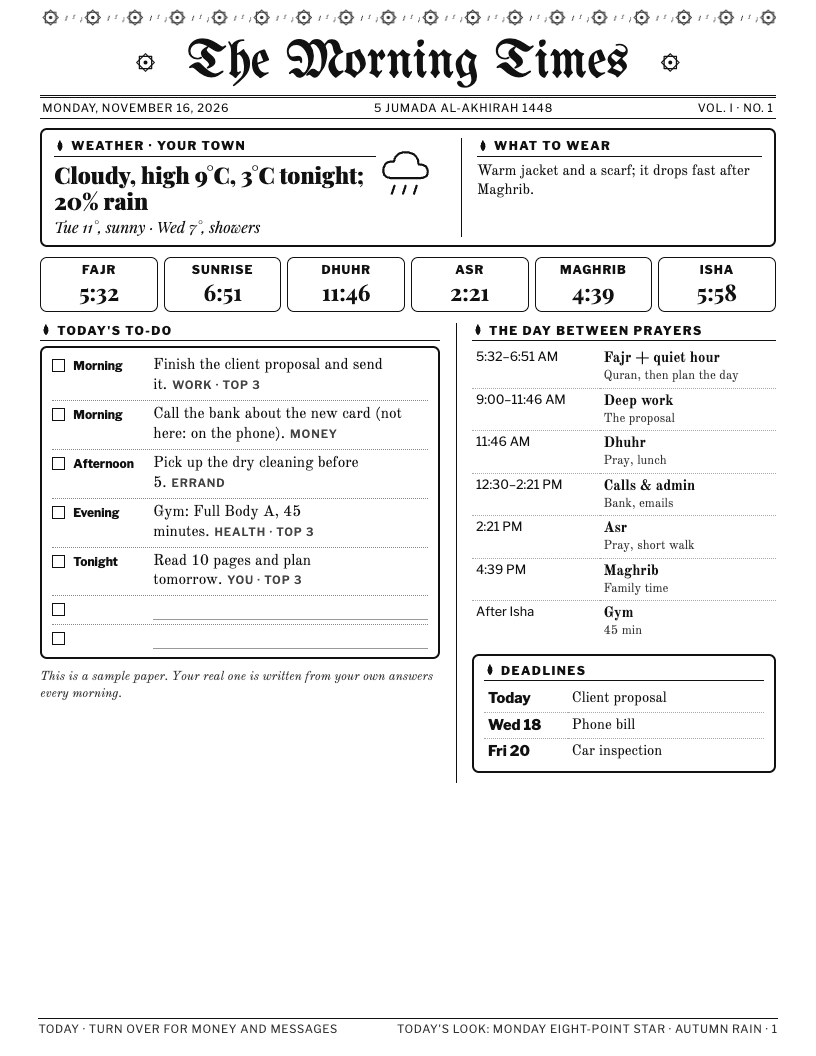 The Morning Times
MONDAY, NOVEMBER 16, 2026
5 JUMADA AL-AKHIRAH 1448
VOL. I · NO. 1
WEATHER · YOUR TOWN
Cloudy, high 9°C, 3°C tonight;
20% rain
Tue 11°, sunny · Wed 7°, showers
WHAT TO WEAR
Warm jacket and a scarf; it drops fast after
Maghrib.
FAJR
5:32
SUNRISE
6:51
DHUHR
11:46
ASR
2:21
MAGHRIB
4:39
ISHA
5:58
TODAY'S TO-DO
Morning Finish the client proposal and send
it. WORK · TOP 3
Morning Call the bank about the new card (not
here: on the phone). MONEY
Afternoon Pick up the dry cleaning before
5. ERRAND
Evening Gym: Full Body A, 45
minutes. HEALTH · TOP 3
Tonight Read 10 pages and plan
tomorrow. YOU · TOP 3
This is a sample paper. Your real one is written from your own answers
every morning.
THE DAY BETWEEN PRAYERS
5:32–6:51 AM Fajr + quiet hour
Quran, then plan the day
9:00–11:46 AM Deep work
The proposal
11:46 AM Dhuhr
Pray, lunch
12:30–2:21 PM Calls & admin
Bank, emails
2:21 PM Asr
Pray, short walk
4:39 PM Maghrib
Family time
After Isha Gym
45 min
DEADLINES
Today Client proposal
Wed 18 Phone bill
Fri 20 Car inspection
TODAY · TURN OVER FOR MONEY AND MESSAGES
TODAY'S LOOK: MONDAY EIGHT-POINT STAR · AUTUMN RAIN · 1